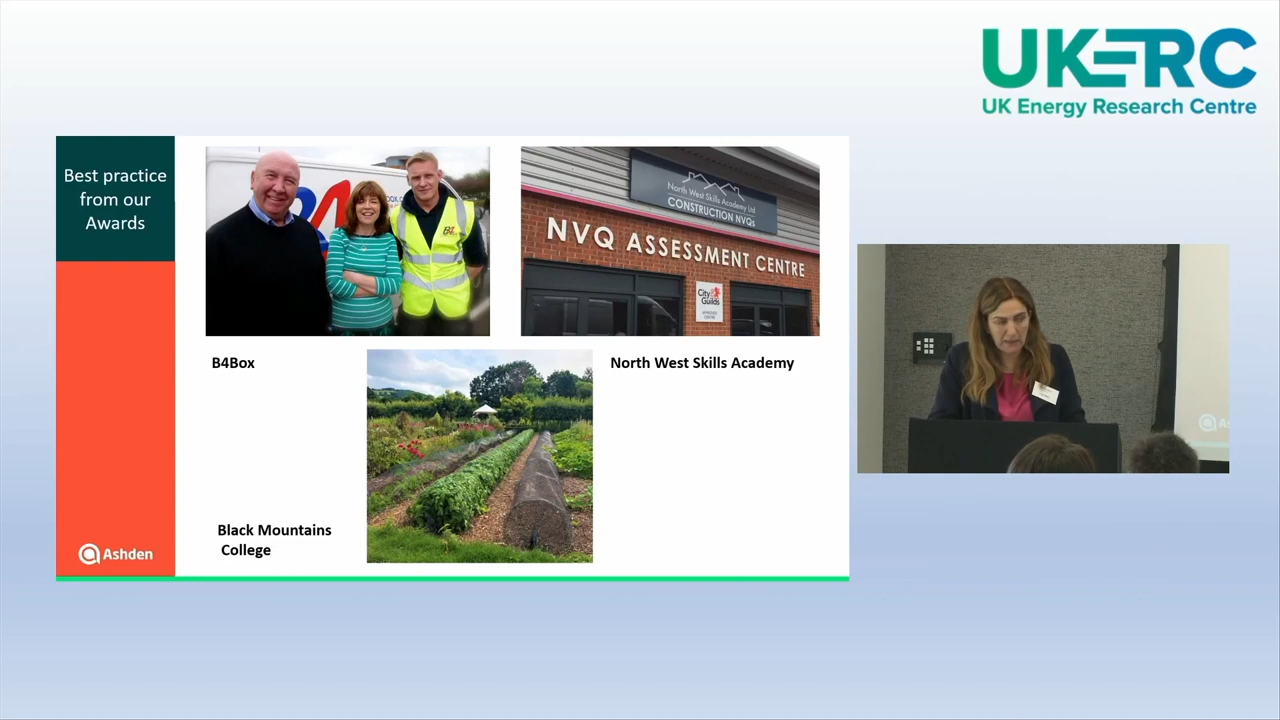 UKERC
UK Energy Research Centre
Best practice
from our
Awards
North West Skills Academy Ltd
CONSTRUCTION NVQs
NVQ ASSESSMENT CENTRE
City &
Guilds
B4
B4Box
North West Skills Academy
Black Mountains
College
Ashden